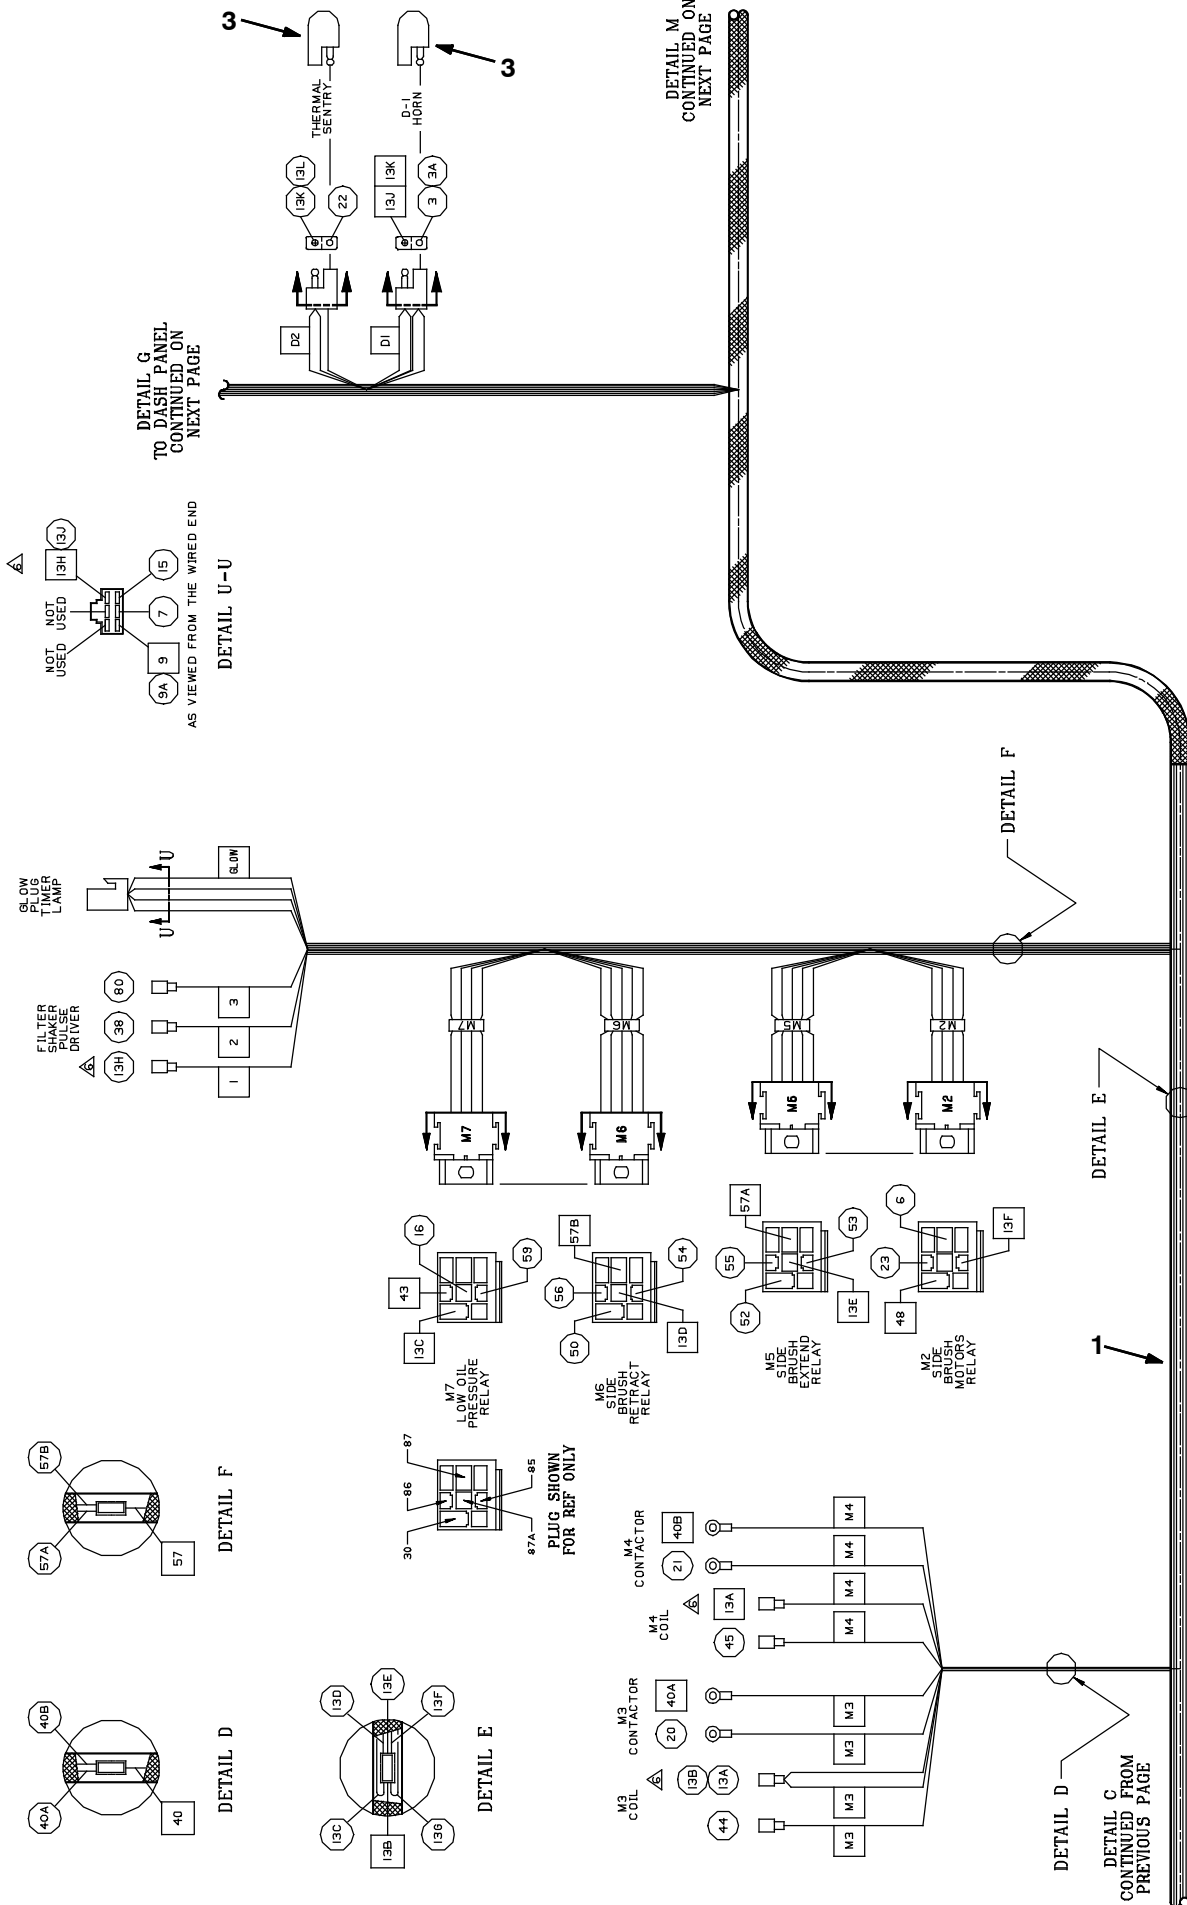 3
3
THERMAL
SENTRY
D-1
HORN
13K
13L
22
13J
13K
3
3A
D2
D1
DETAIL M
CONTINUED ON
NEXT PAGE
DETAIL G
TO DASH PANEL
CONTINUED ON
NEXT PAGE
6
13H
13J
NOT
USED
NOT
USED
15
7
9
9A
AS VIEWED FROM THE WIRED END
DETAIL U-U
GLOW
PLUG
TIMER
LAMP
U
U
GLOW
FILTER
SHAKER
PULSE
DRIVER
6
13H
38
80
1
2
3
M7
M6
M5
M2
M7
M6
M5
M2
DETAIL F
DETAIL E
43
16
13C
59
M7
LOW OIL
PRESSURE
RELAY
56
57B
50
54
13D
M6
SIDE
BRUSH
RETRACT
RELAY
55
57A
52
53
13E
M5
SIDE
BRUSH
EXTEND
RELAY
23
6
48
13F
M2
SIDE
BRUSH
MOTORS
RELAY
1
57A
57B
57
DETAIL F
30
86
87
87A
85
PLUG SHOWN
FOR REF ONLY
40A
40B
40
DETAIL D
13C
13D
13E
13F
13B
13G
DETAIL E
M3
COIL
6
44
13B
13A
M3
CONTACTOR
20
40A
M4
COIL
6
45
13A
M4
CONTACTOR
21
40B
M3
M3
M3
M3
M4
M4
M4
M4
DETAIL D
DETAIL C
CONTINUED FROM
PREVIOUS PAGE